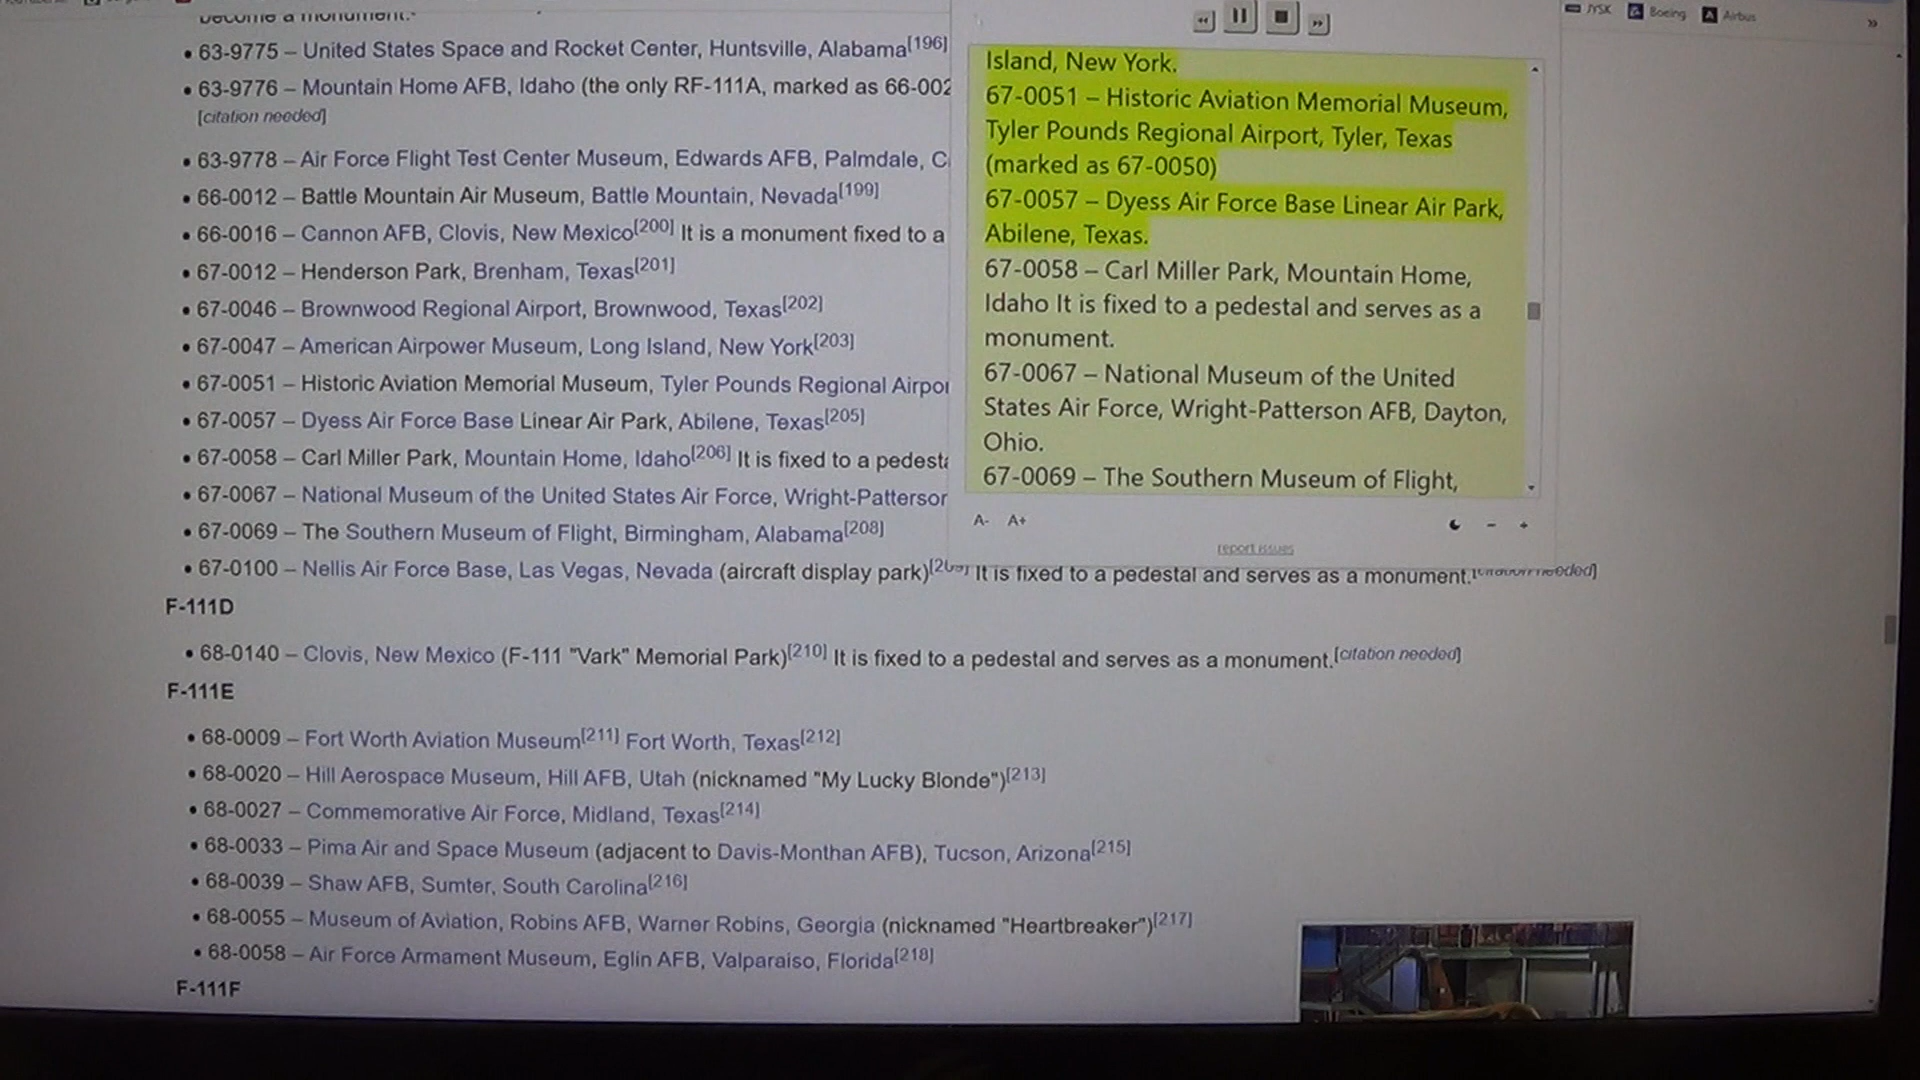 become a monument.
• 63-9775 – United States Space and Rocket Center, Huntsville, Alabama[196]
• 63-9776 – Mountain Home AFB, Idaho (the only RF-111A, marked as 66-002
[citation needed]
• 63-9778 – Air Force Flight Test Center Museum, Edwards AFB, Palmdale, C
• 66-0012 – Battle Mountain Air Museum, Battle Mountain, Nevada[199]
• 66-0016 – Cannon AFB, Clovis, New Mexico[200] It is a monument fixed to a
• 67-0012 – Henderson Park, Brenham, Texas[201]
• 67-0046 – Brownwood Regional Airport, Brownwood, Texas[202]
• 67-0047 – American Airpower Museum, Long Island, New York[203]
• 67-0051 – Historic Aviation Memorial Museum, Tyler Pounds Regional Airpor
• 67-0057 – Dyess Air Force Base Linear Air Park, Abilene, Texas[205]
• 67-0058 – Carl Miller Park, Mountain Home, Idaho[206] It is fixed to a pedesta
• 67-0067 – National Museum of the United States Air Force, Wright-Patterson
• 67-0069 – The Southern Museum of Flight, Birmingham, Alabama[208]
• 67-0100 – Nellis Air Force Base, Las Vegas, Nevada (aircraft display park)[209] It is fixed to a pedestal and serves as a monument.[citation needed]
F-111D
• 68-0140 – Clovis, New Mexico (F-111 "Vark" Memorial Park)[210] It is fixed to a pedestal and serves as a monument.[citation needed]
F-111E
• 68-0009 – Fort Worth Aviation Museum[211] Fort Worth, Texas[212]
• 68-0020 – Hill Aerospace Museum, Hill AFB, Utah (nicknamed "My Lucky Blonde")[213]
• 68-0027 – Commemorative Air Force, Midland, Texas[214]
• 68-0033 – Pima Air and Space Museum (adjacent to Davis-Monthan AFB), Tucson, Arizona[215]
• 68-0039 – Shaw AFB, Sumter, South Carolina[216]
• 68-0055 – Museum of Aviation, Robins AFB, Warner Robins, Georgia (nicknamed "Heartbreaker")[217]
• 68-0058 – Air Force Armament Museum, Eglin AFB, Valparaiso, Florida[218]
F-111F
Island, New York.
67-0051 – Historic Aviation Memorial Museum,
Tyler Pounds Regional Airport, Tyler, Texas
(marked as 67-0050)
67-0057 – Dyess Air Force Base Linear Air Park,
Abilene, Texas.
67-0058 – Carl Miller Park, Mountain Home,
Idaho It is fixed to a pedestal and serves as a
monument.
67-0067 – National Museum of the United
States Air Force, Wright-Patterson AFB, Dayton,
Ohio.
67-0069 – The Southern Museum of Flight,
A- A+
report issues
JYSK Boeing Airbus »